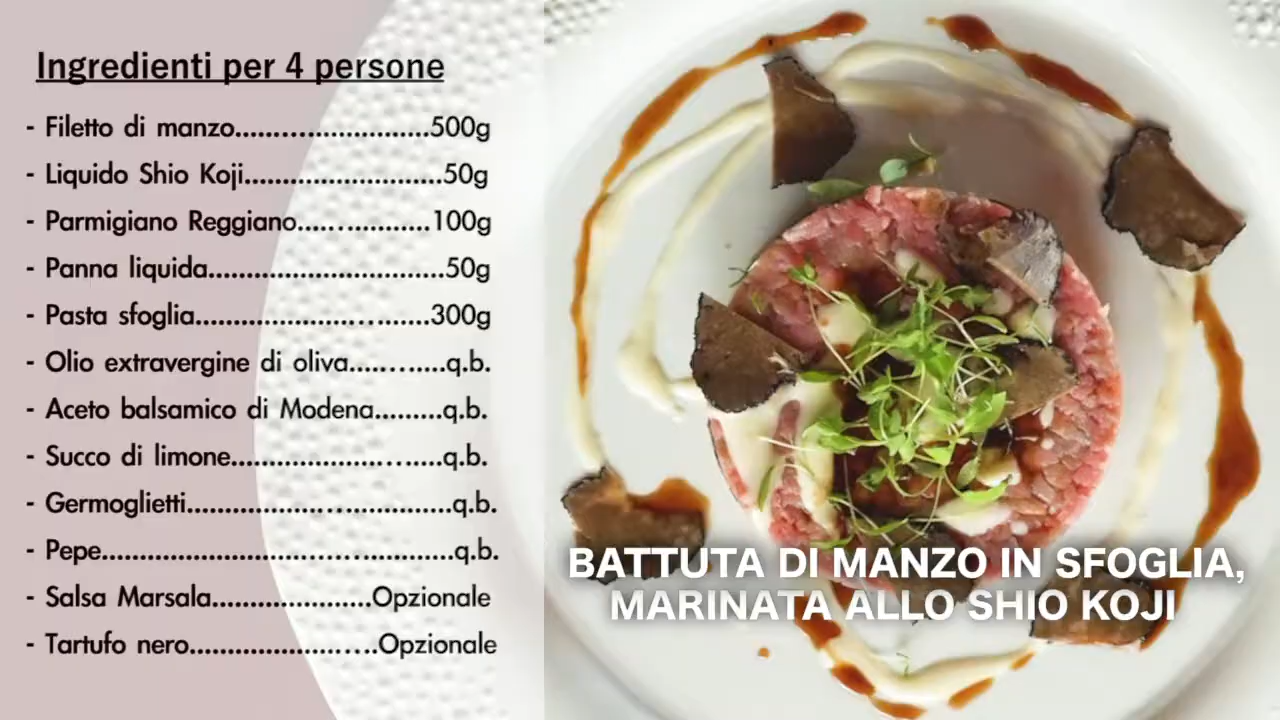 Ingredienti per 4 persone
- Filetto di manzo..............................500g
- Liquido Shio Koji..........................50g
- Parmigiano Reggiano..................100g
- Panna liquida...............................50g
- Pasta sfoglia..............................300g
- Olio extravergine di oliva............q.b.
- Aceto balsamico di Modena.........q.b.
- Succo di limone............................q.b.
- Germoglietti...................................q.b.
- Pepe..............................................q.b.
- Salsa Marsala.....................Opzionale
- Tartufo nero.........................Opzionale
BATTUTA DI MANZO IN SFOGLIA,
MARINATA ALLO SHIO KOJI